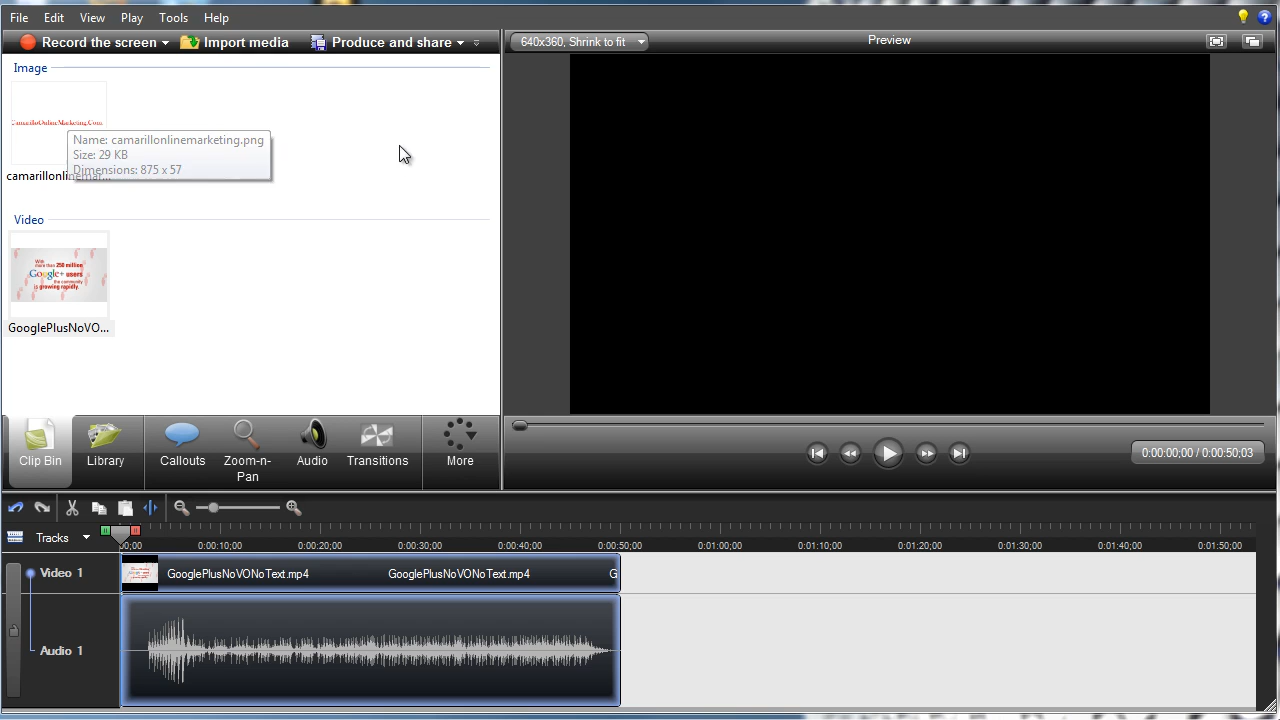 File Edit View Play Tools Help
Record the screen Import media Produce and share
640x360, Shrink to fit Preview
Image
CamarilloOnlineMarketing.Com
Name: camarillonlinemarketing.png
Size: 29 KB
Dimensions: 875 x 57
camarillonlinemar...
Video
With
more than 250 million
Google+ users
the community
is growing rapidly.
GooglePlusNoVO...
Clip Bin Library Callouts Zoom-n-Pan Audio Transitions More
0:00:00;00 / 0:00:50;03
Tracks
00;00 0:00:10;00 0:00:20;00 0:00:30;00 0:00:40;00 0:00:50;00 0:01:00;00 0:01:10;00 0:01:20;00 0:01:30;00 0:01:40;00 0:01:50;00
Video 1 GooglePlusNoVONoText.mp4 GooglePlusNoVONoText.mp4 G
Audio 1